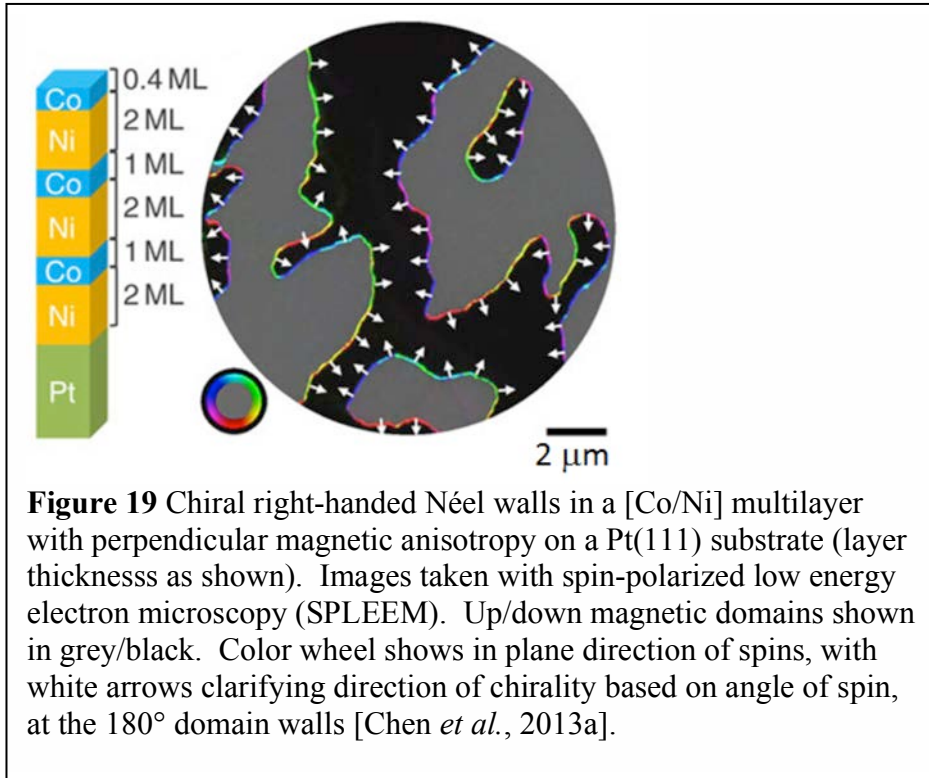 0.4 ML
Co
2 ML
Ni
1 ML
Co
2 ML
Ni
1 ML
Co
2 ML
Ni
Pt
2 μm
Figure 19 Chiral right-handed Néel walls in a [Co/Ni] multilayer
with perpendicular magnetic anisotropy on a Pt(111) substrate (layer
thicknesss as shown). Images taken with spin-polarized low energy
electron microscopy (SPLEEM). Up/down magnetic domains shown
in grey/black. Color wheel shows in plane direction of spins, with
white arrows clarifying direction of chirality based on angle of spin,
at the 180° domain walls [Chen et al., 2013a].